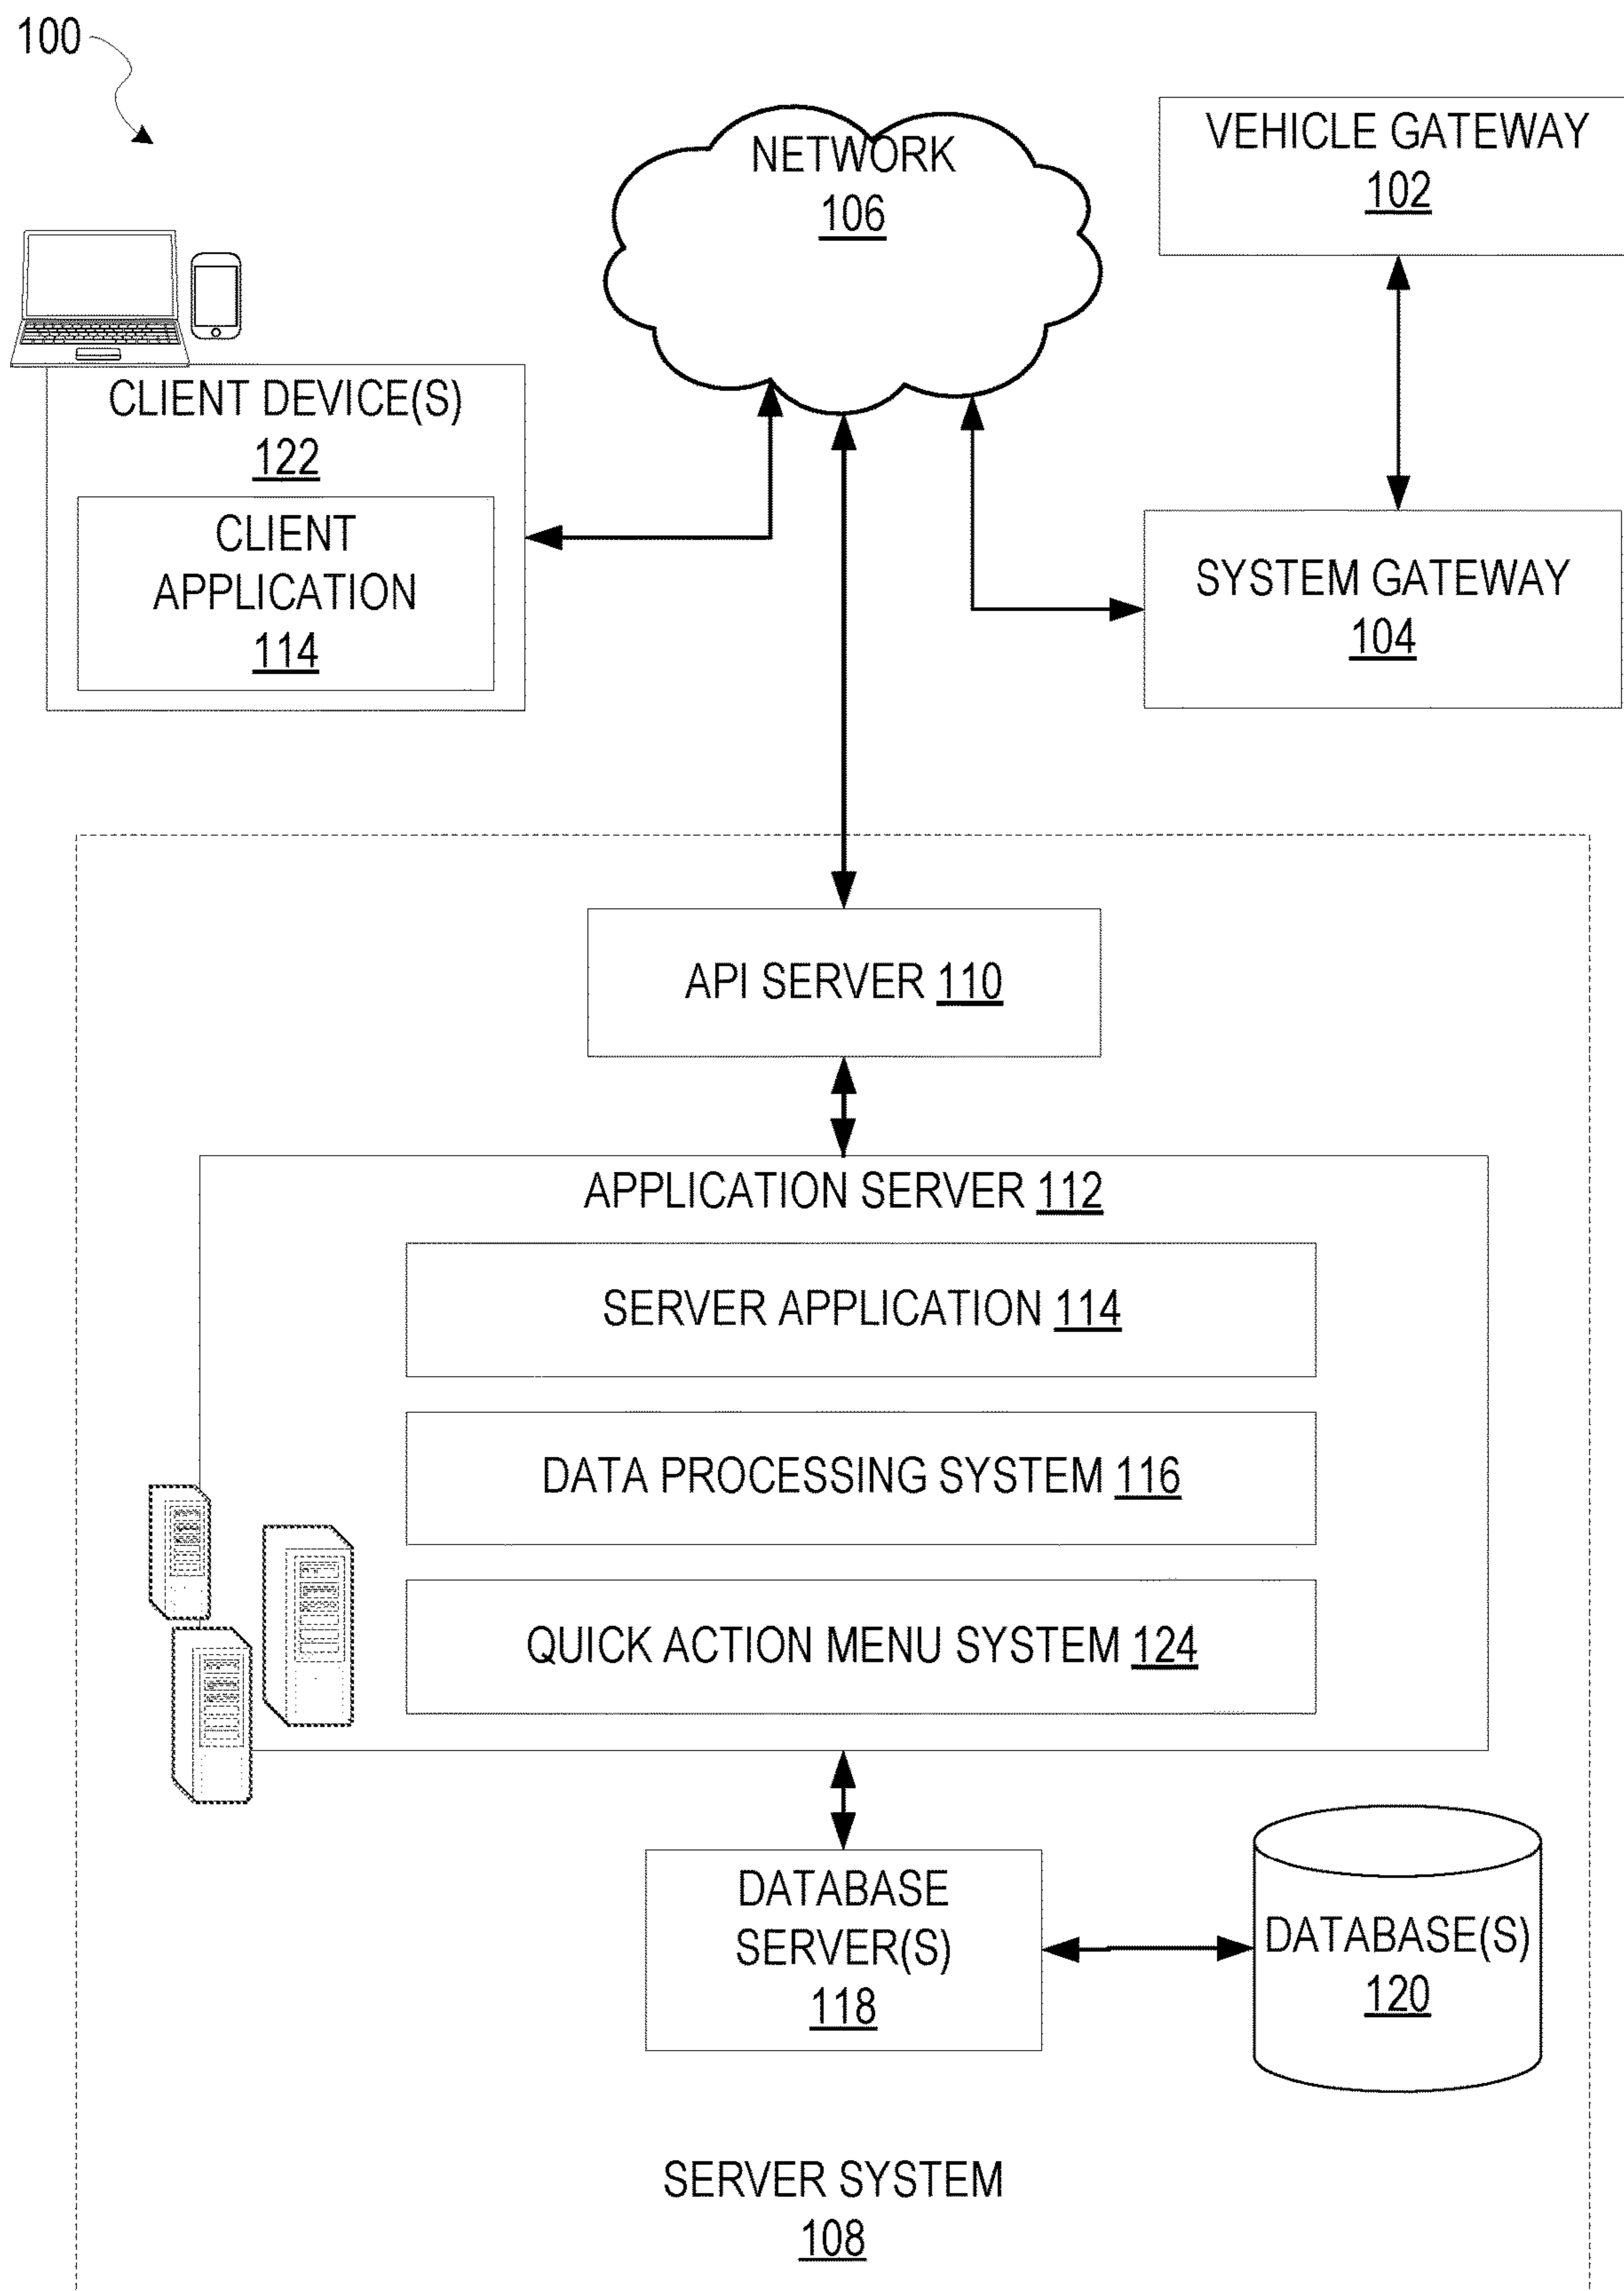 100
NETWORK
106
VEHICLE GATEWAY
102
CLIENT DEVICE(S)
122
CLIENT
APPLICATION
114
SYSTEM GATEWAY
104
API SERVER 110
APPLICATION SERVER 112
SERVER APPLICATION 114
DATA PROCESSING SYSTEM 116
QUICK ACTION MENU SYSTEM 124
DATABASE
SERVER(S)
118
DATABASE(S)
120
SERVER SYSTEM
108